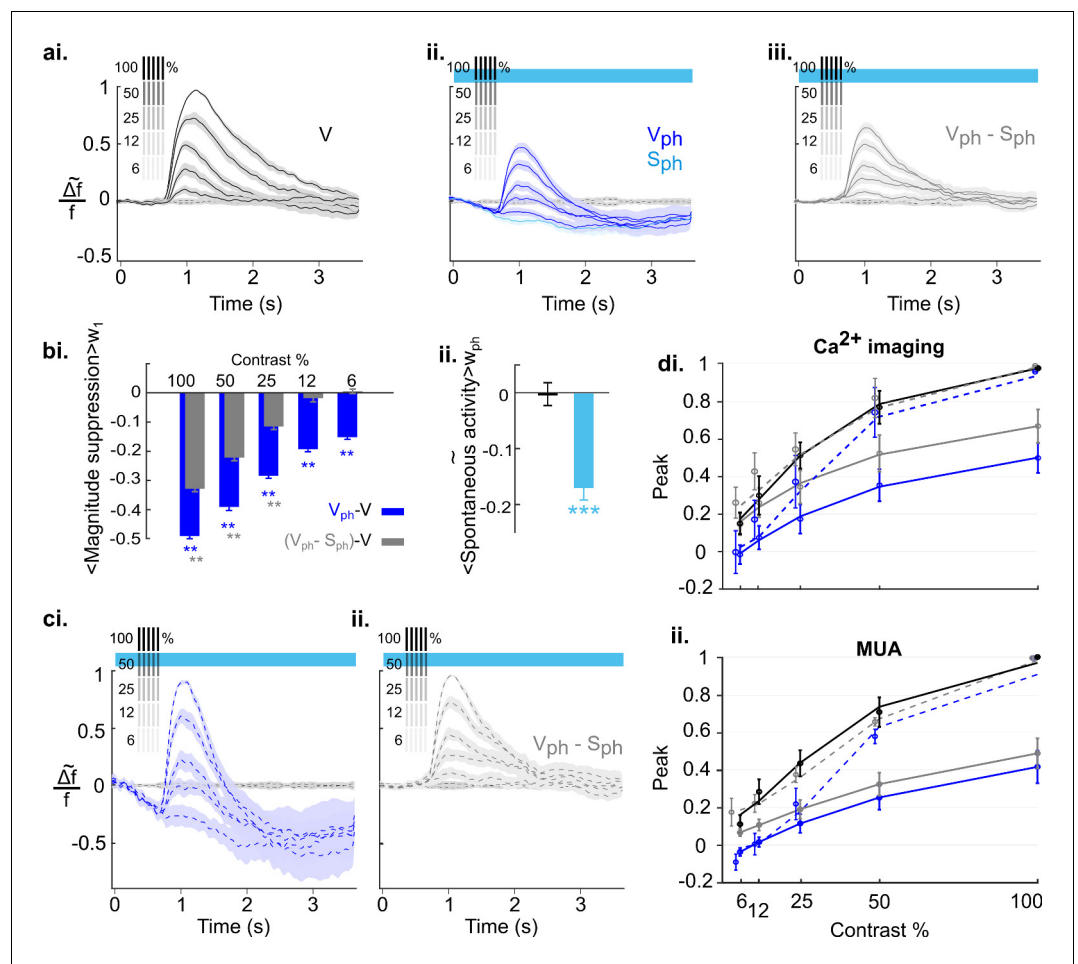 ai.
100 %
50
25
12
6
1
0.5
0
-0.5
Δf̃
f
V
0 1 2 3
Time (s)
ii.
100 %
50
25
12
6
Vph
Sph
0 1 2 3
Time (s)
iii.
100 %
50
25
12
6
Vph - Sph
0 1 2 3
Time (s)
bi.
Contrast %
100 50 25 12 6
0
-0.1
-0.2
-0.3
-0.4
-0.5
<Magnitude suppression>w1
** ** ** ** **
** ** **
Vph-V
(Vph- Sph)-V
ii.
0
-0.1
-0.2
<Spontaneous activity>wph
~
***
di.
Ca2+ imaging
1
0.8
0.6
0.4
0.2
0
-0.2
Peak
ci.
100 %
50
25
12
6
1
0.5
0
-0.5
Δf̃
f
0 1 2 3
Time (s)
ii.
100 %
50
25
12
6
Vph - Sph
0 1 2 3
Time (s)
ii.
MUA
1
0.8
0.6
0.4
0.2
0
-0.2
Peak
6 12 25 50 100
Contrast %